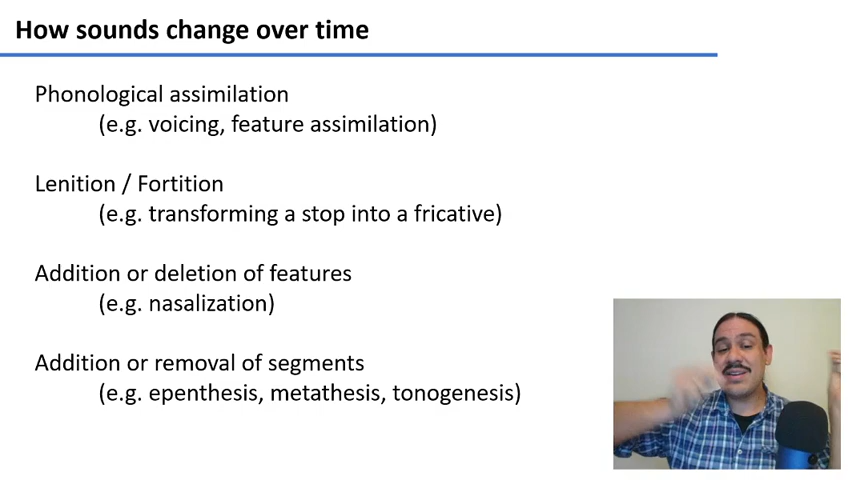 How sounds change over time
Phonological assimilation
(e.g. voicing, feature assimilation)
Lenition / Fortition
(e.g. transforming a stop into a fricative)
Addition or deletion of features
(e.g. nasalization)
Addition or removal of segments
(e.g. epenthesis, metathesis, tonogenesis)